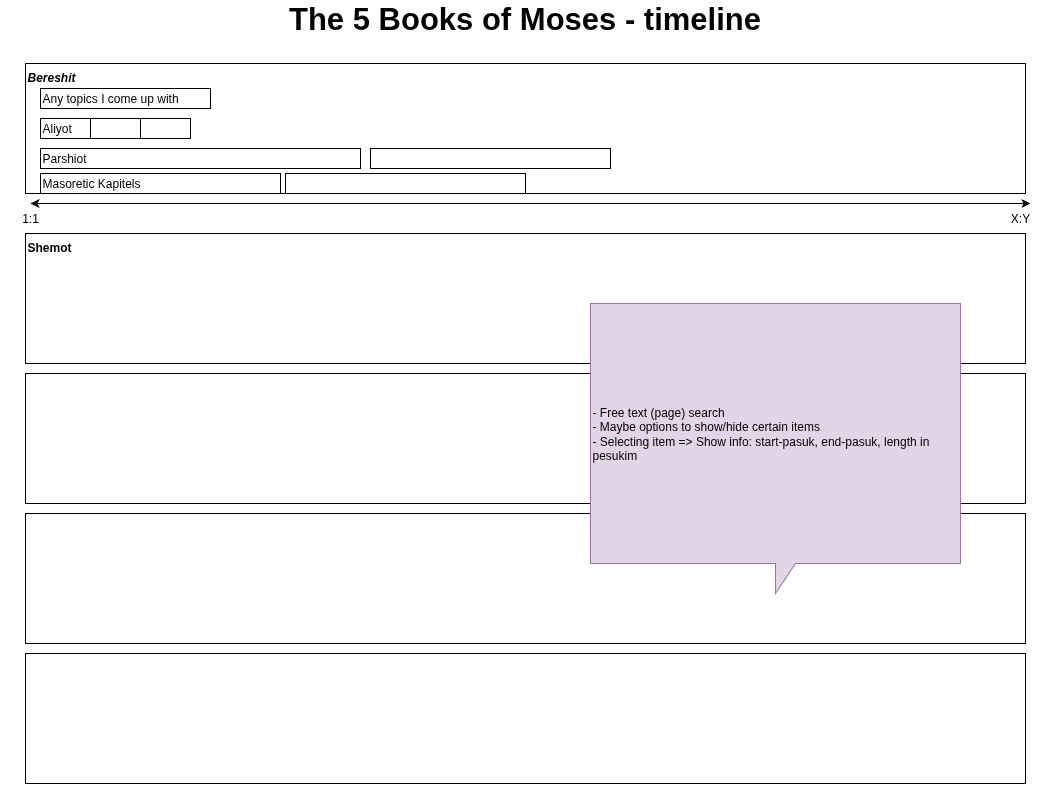 The 5 Books of Moses - timeline
Bereshit
Any topics I come up with
Aliyot
Parshiot
Masoretic Kapitels
1:1
X:Y
Shemot
- Free text (page) search
- Maybe options to show/hide certain items
- Selecting item => Show info: start-pasuk, end-pasuk, length in
pesukim